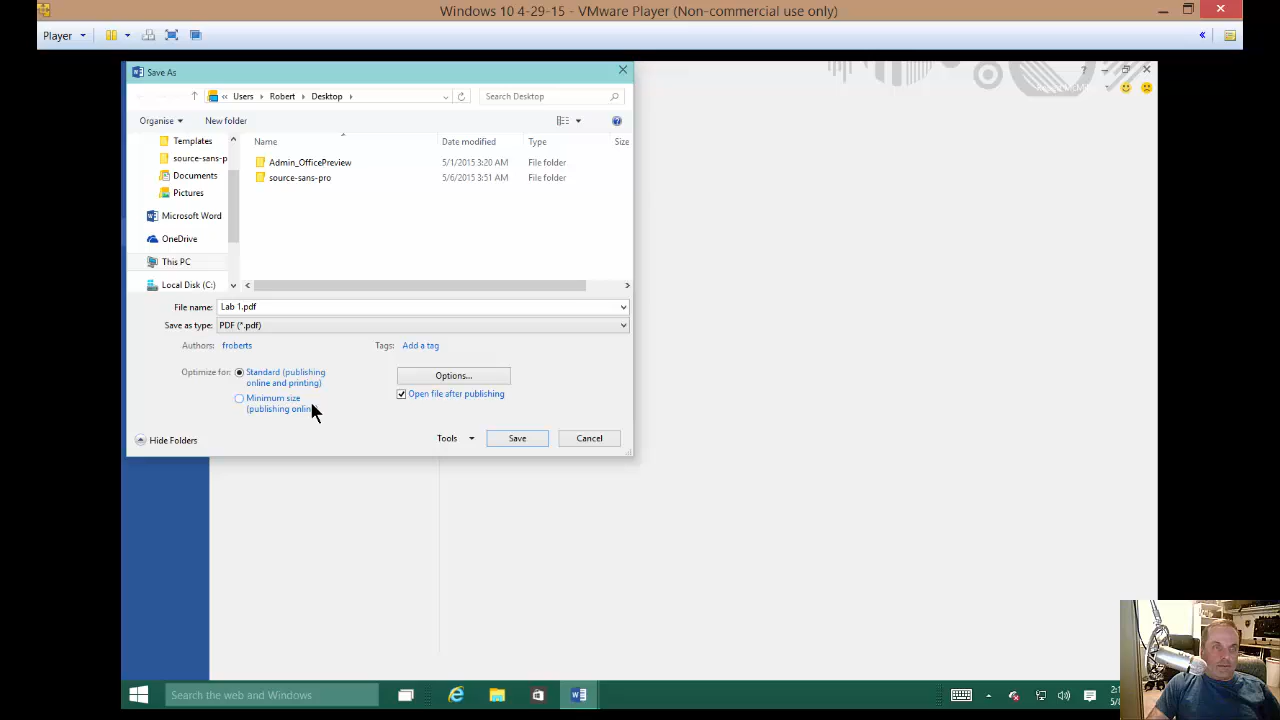 Windows 10 4-29-15 - VMware Player (Non-commercial use only)
Player
Save As
Users Robert Desktop
Search Desktop
Organise New folder
Name Date modified Type Size
Templates
source-sans-p
Documents
Pictures
Microsoft Word
OneDrive
This PC
Local Disk (C:)
Admin_OfficePreview 5/1/2015 3:20 AM File folder
source-sans-pro 5/6/2015 3:51 AM File folder
File name: Lab 1.pdf
Save as type: PDF (*.pdf)
Authors: froberts Tags: Add a tag
Optimize for: Standard (publishing
online and printing)
Minimum size
(publishing onlin
Options...
Open file after publishing
Hide Folders Tools Save Cancel
Search the web and Windows